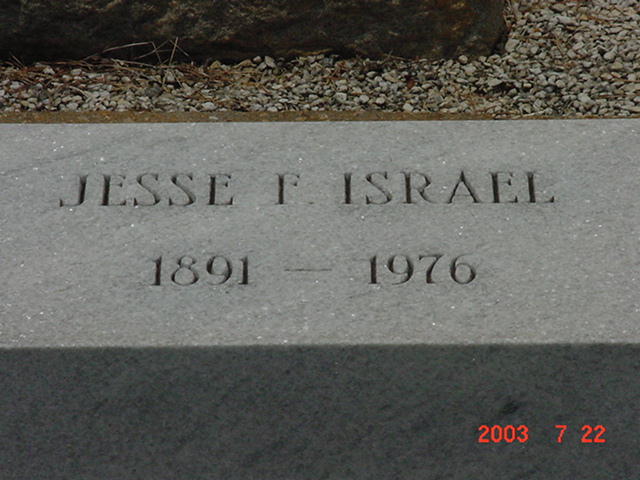 JESSE F. ISRAEL
1891 — 1976
2003 7 22